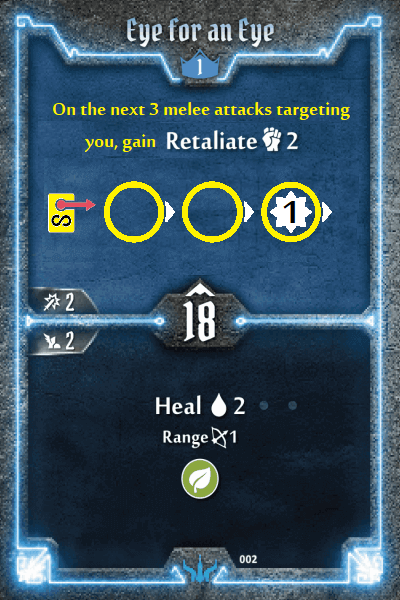 Eye for an Eye
1
On the next 3 melee attacks targeting
you, gain Retaliate 2
S 1
2
18
2
Heal 2
Range 1
002